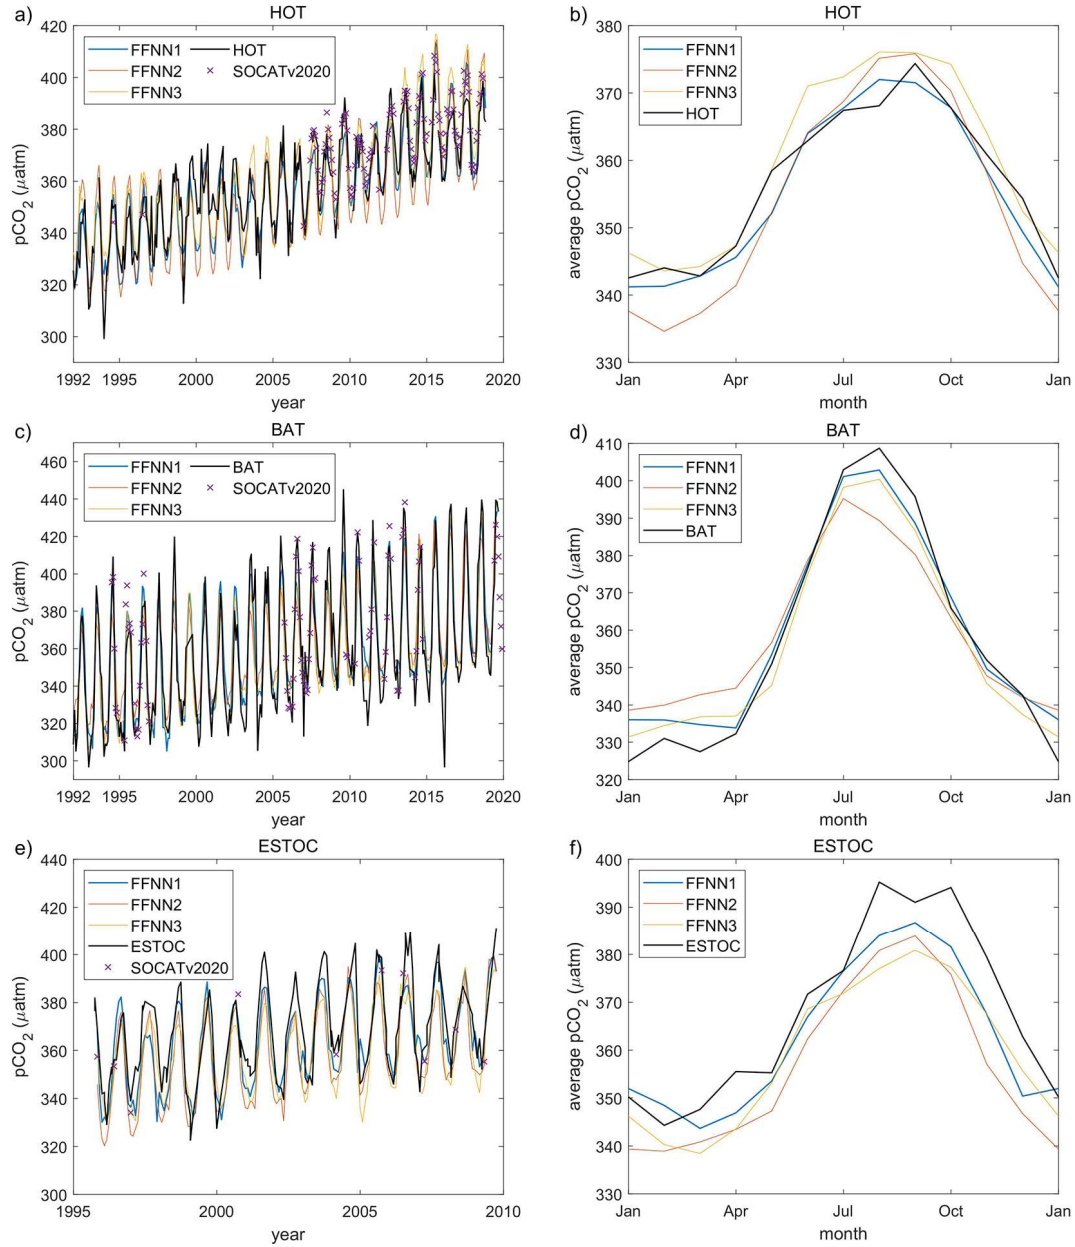 a) HOT
FFNN1
FFNN2
FFNN3
HOT
SOCATv2020
pCO2 (μatm)
420
400
380
360
340
320
300
1992 1995 2000 2005 2010 2015 2020
year
b) HOT
FFNN1
FFNN2
FFNN3
HOT
average pCO2 (μatm)
380
370
360
350
340
330
Jan Apr Jul Oct Jan
month
c) BAT
FFNN1
FFNN2
FFNN3
BAT
SOCATv2020
pCO2 (μatm)
460
440
420
400
380
360
340
320
300
1992 1995 2000 2005 2010 2015 2020
year
d) BAT
FFNN1
FFNN2
FFNN3
BAT
average pCO2 (μatm)
410
400
390
380
370
360
350
340
330
320
Jan Apr Jul Oct Jan
month
e) ESTOC
FFNN1
FFNN2
FFNN3
ESTOC
SOCATv2020
pCO2 (μatm)
440
420
400
380
360
340
320
300
1995 2000 2005 2010
year
f) ESTOC
FFNN1
FFNN2
FFNN3
ESTOC
average pCO2 (μatm)
400
390
380
370
360
350
340
330
Jan Apr Jul Oct Jan
month